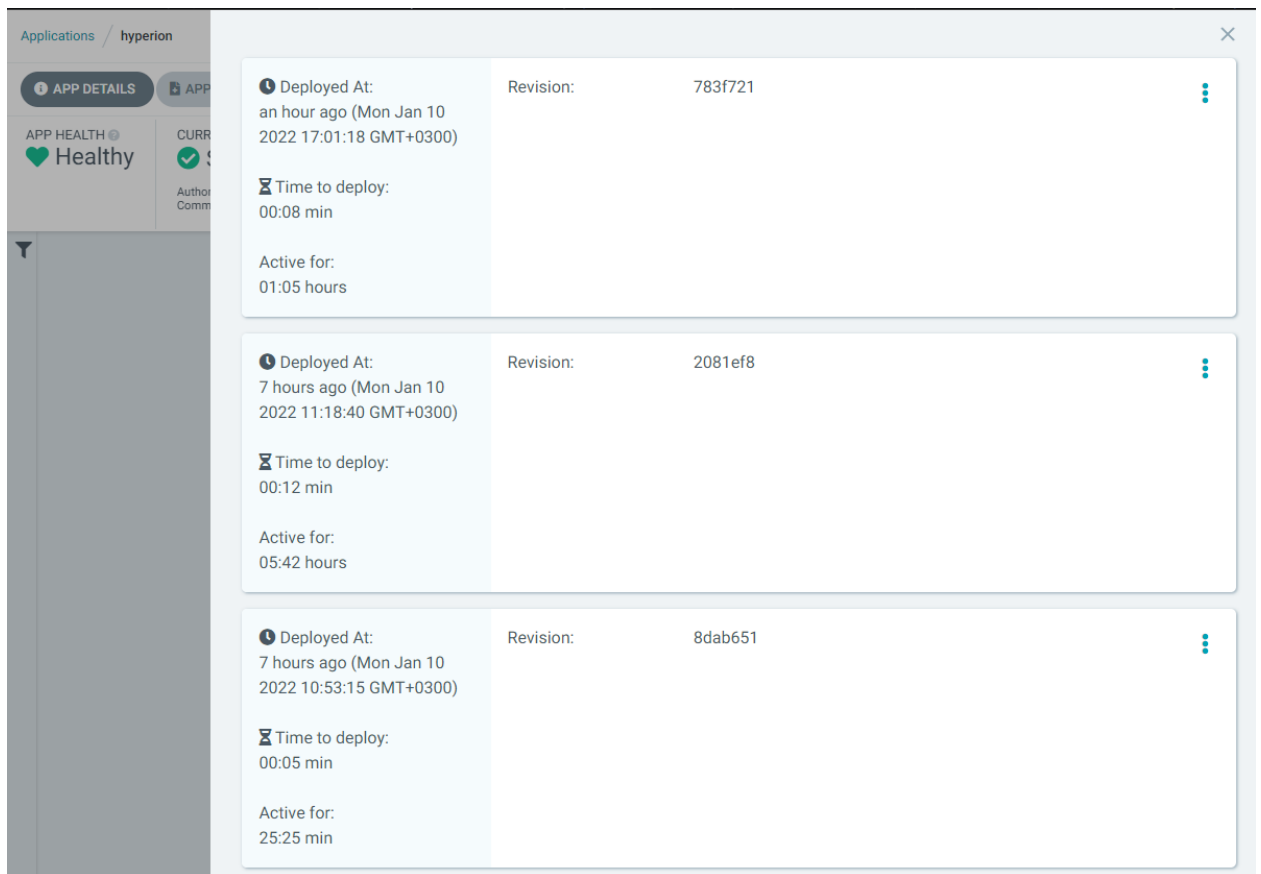 Applications / hyperion
APP DETAILS
APP
APP HEALTH
Healthy
CURR
S
Author
Comm
Deployed At:
an hour ago (Mon Jan 10
2022 17:01:18 GMT+0300)
Time to deploy:
00:08 min
Active for:
01:05 hours
Revision: 783f721
Deployed At:
7 hours ago (Mon Jan 10
2022 11:18:40 GMT+0300)
Time to deploy:
00:12 min
Active for:
05:42 hours
Revision: 2081ef8
Deployed At:
7 hours ago (Mon Jan 10
2022 10:53:15 GMT+0300)
Time to deploy:
00:05 min
Active for:
25:25 min
Revision: 8dab651